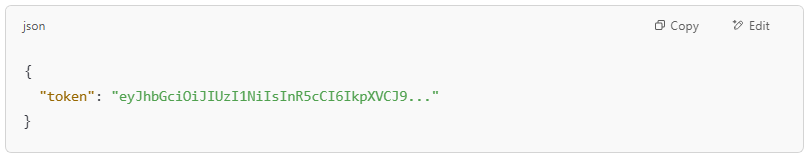 json Copy Edit
{
"token": "eyJhbGciOiJIUzI1NiIsInR5cCI6IkpXVCJ9..."
}